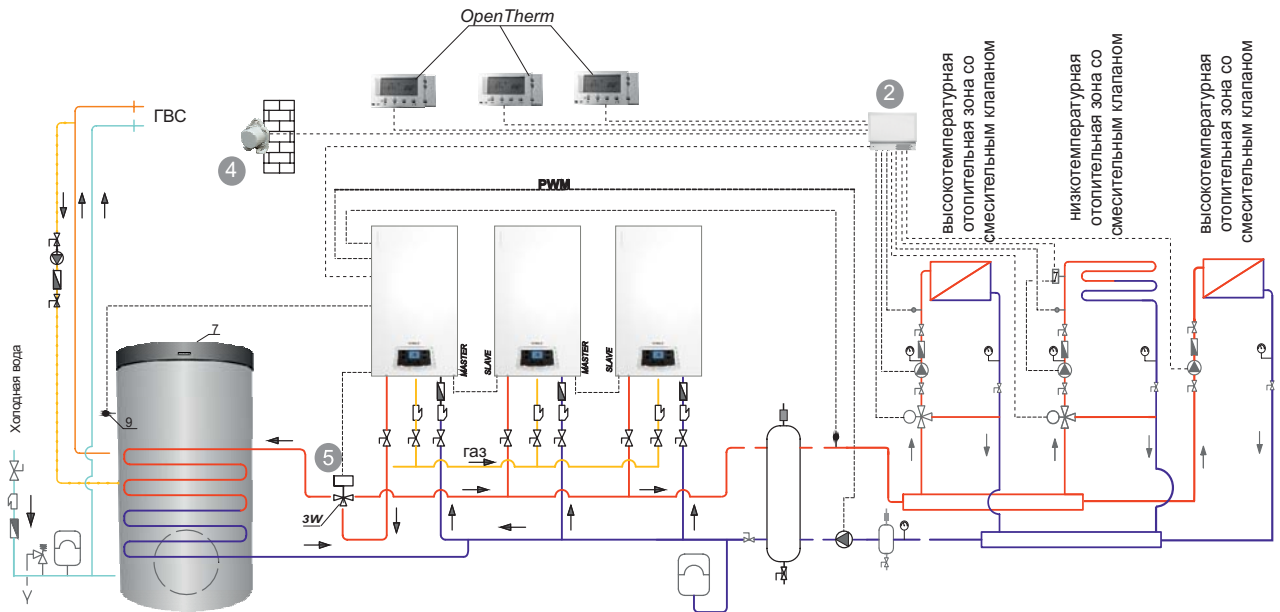 OpenTherm
ГВС
4
2
высокотемпературная
отопительная зона со
смесительным клапаном
низкотемпературная
отопительная зона со
смесительным клапаном
высокотемпературная
отопительная зона со
смесительным клапаном
PWM
MASTER
SLAVE
MASTER
SLAVE
7
9
Холодная вода
5
газ
3W